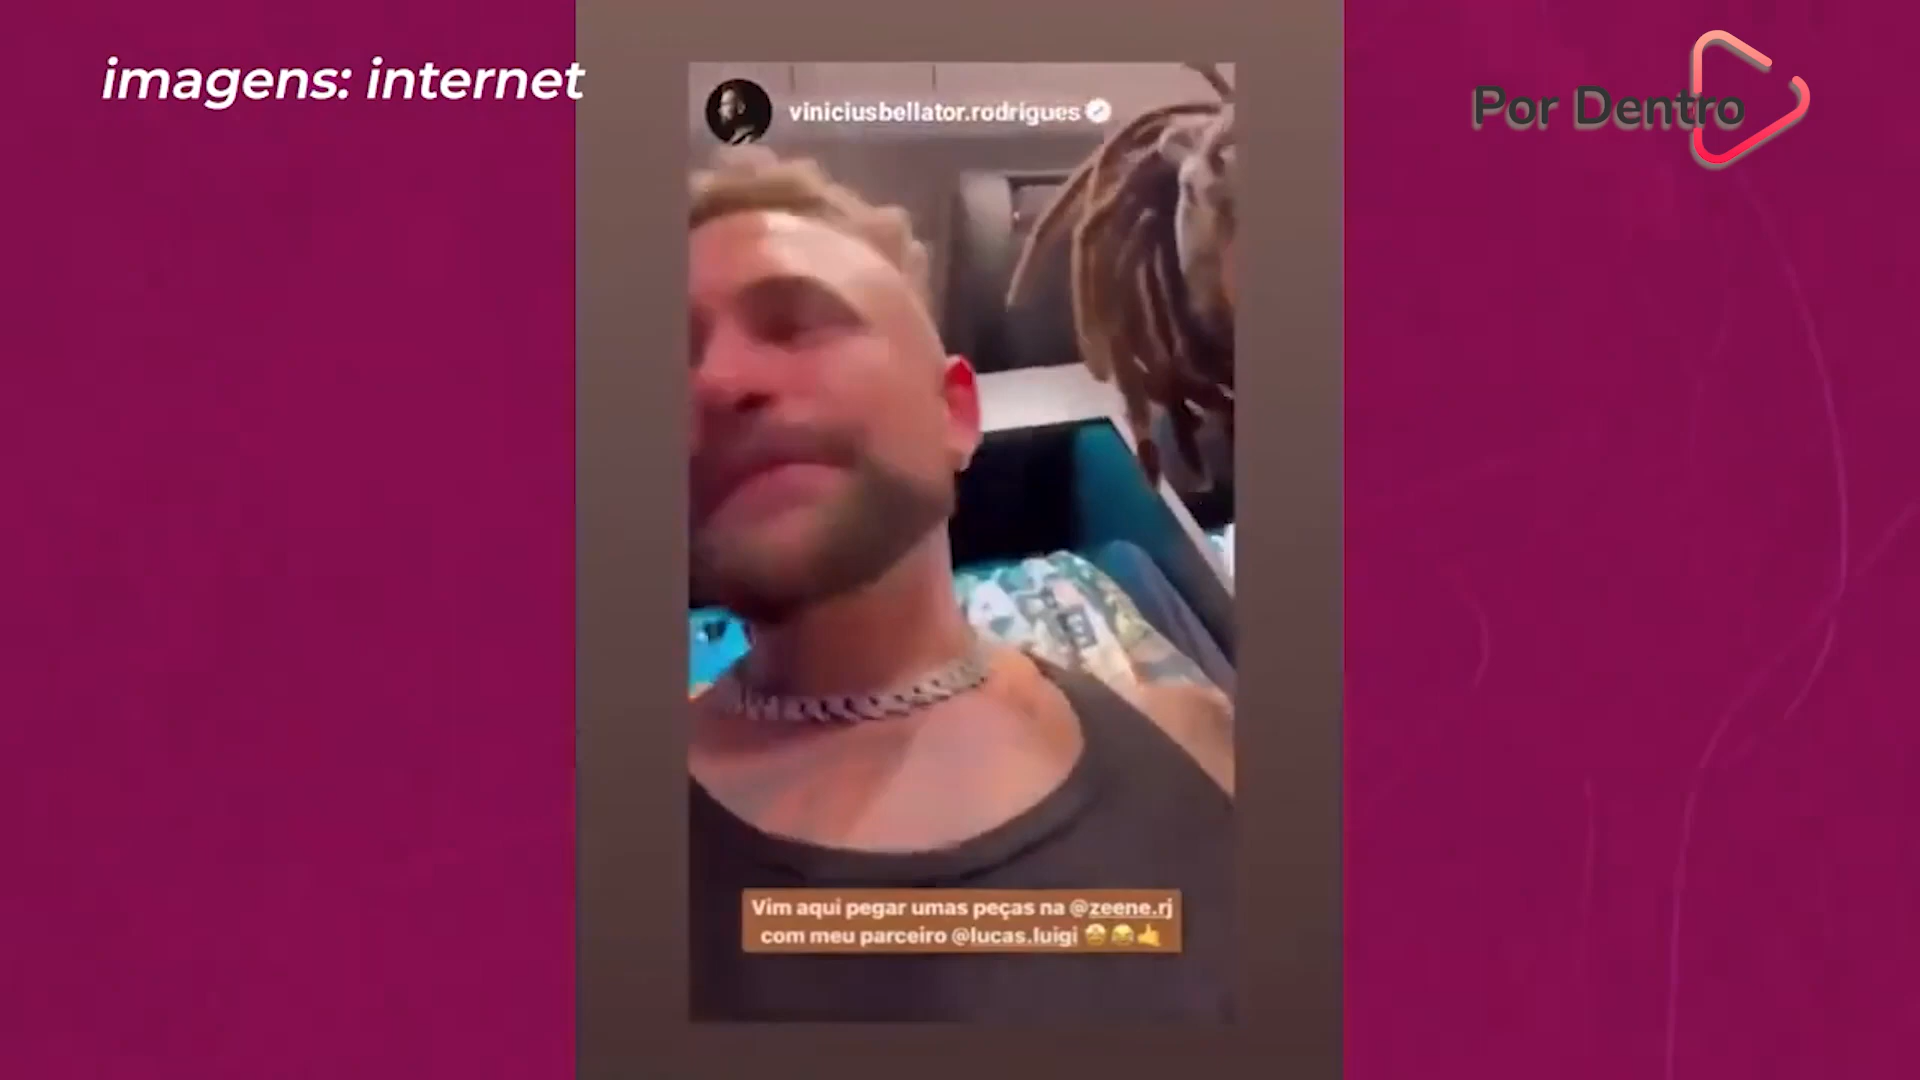 imagens: internet
Por Dentro
viniciusbellator.rodrigues
Vim aqui pegar umas peças na @zeene.rj
com meu parceiro @lucas.luigi 🤩😂🤙